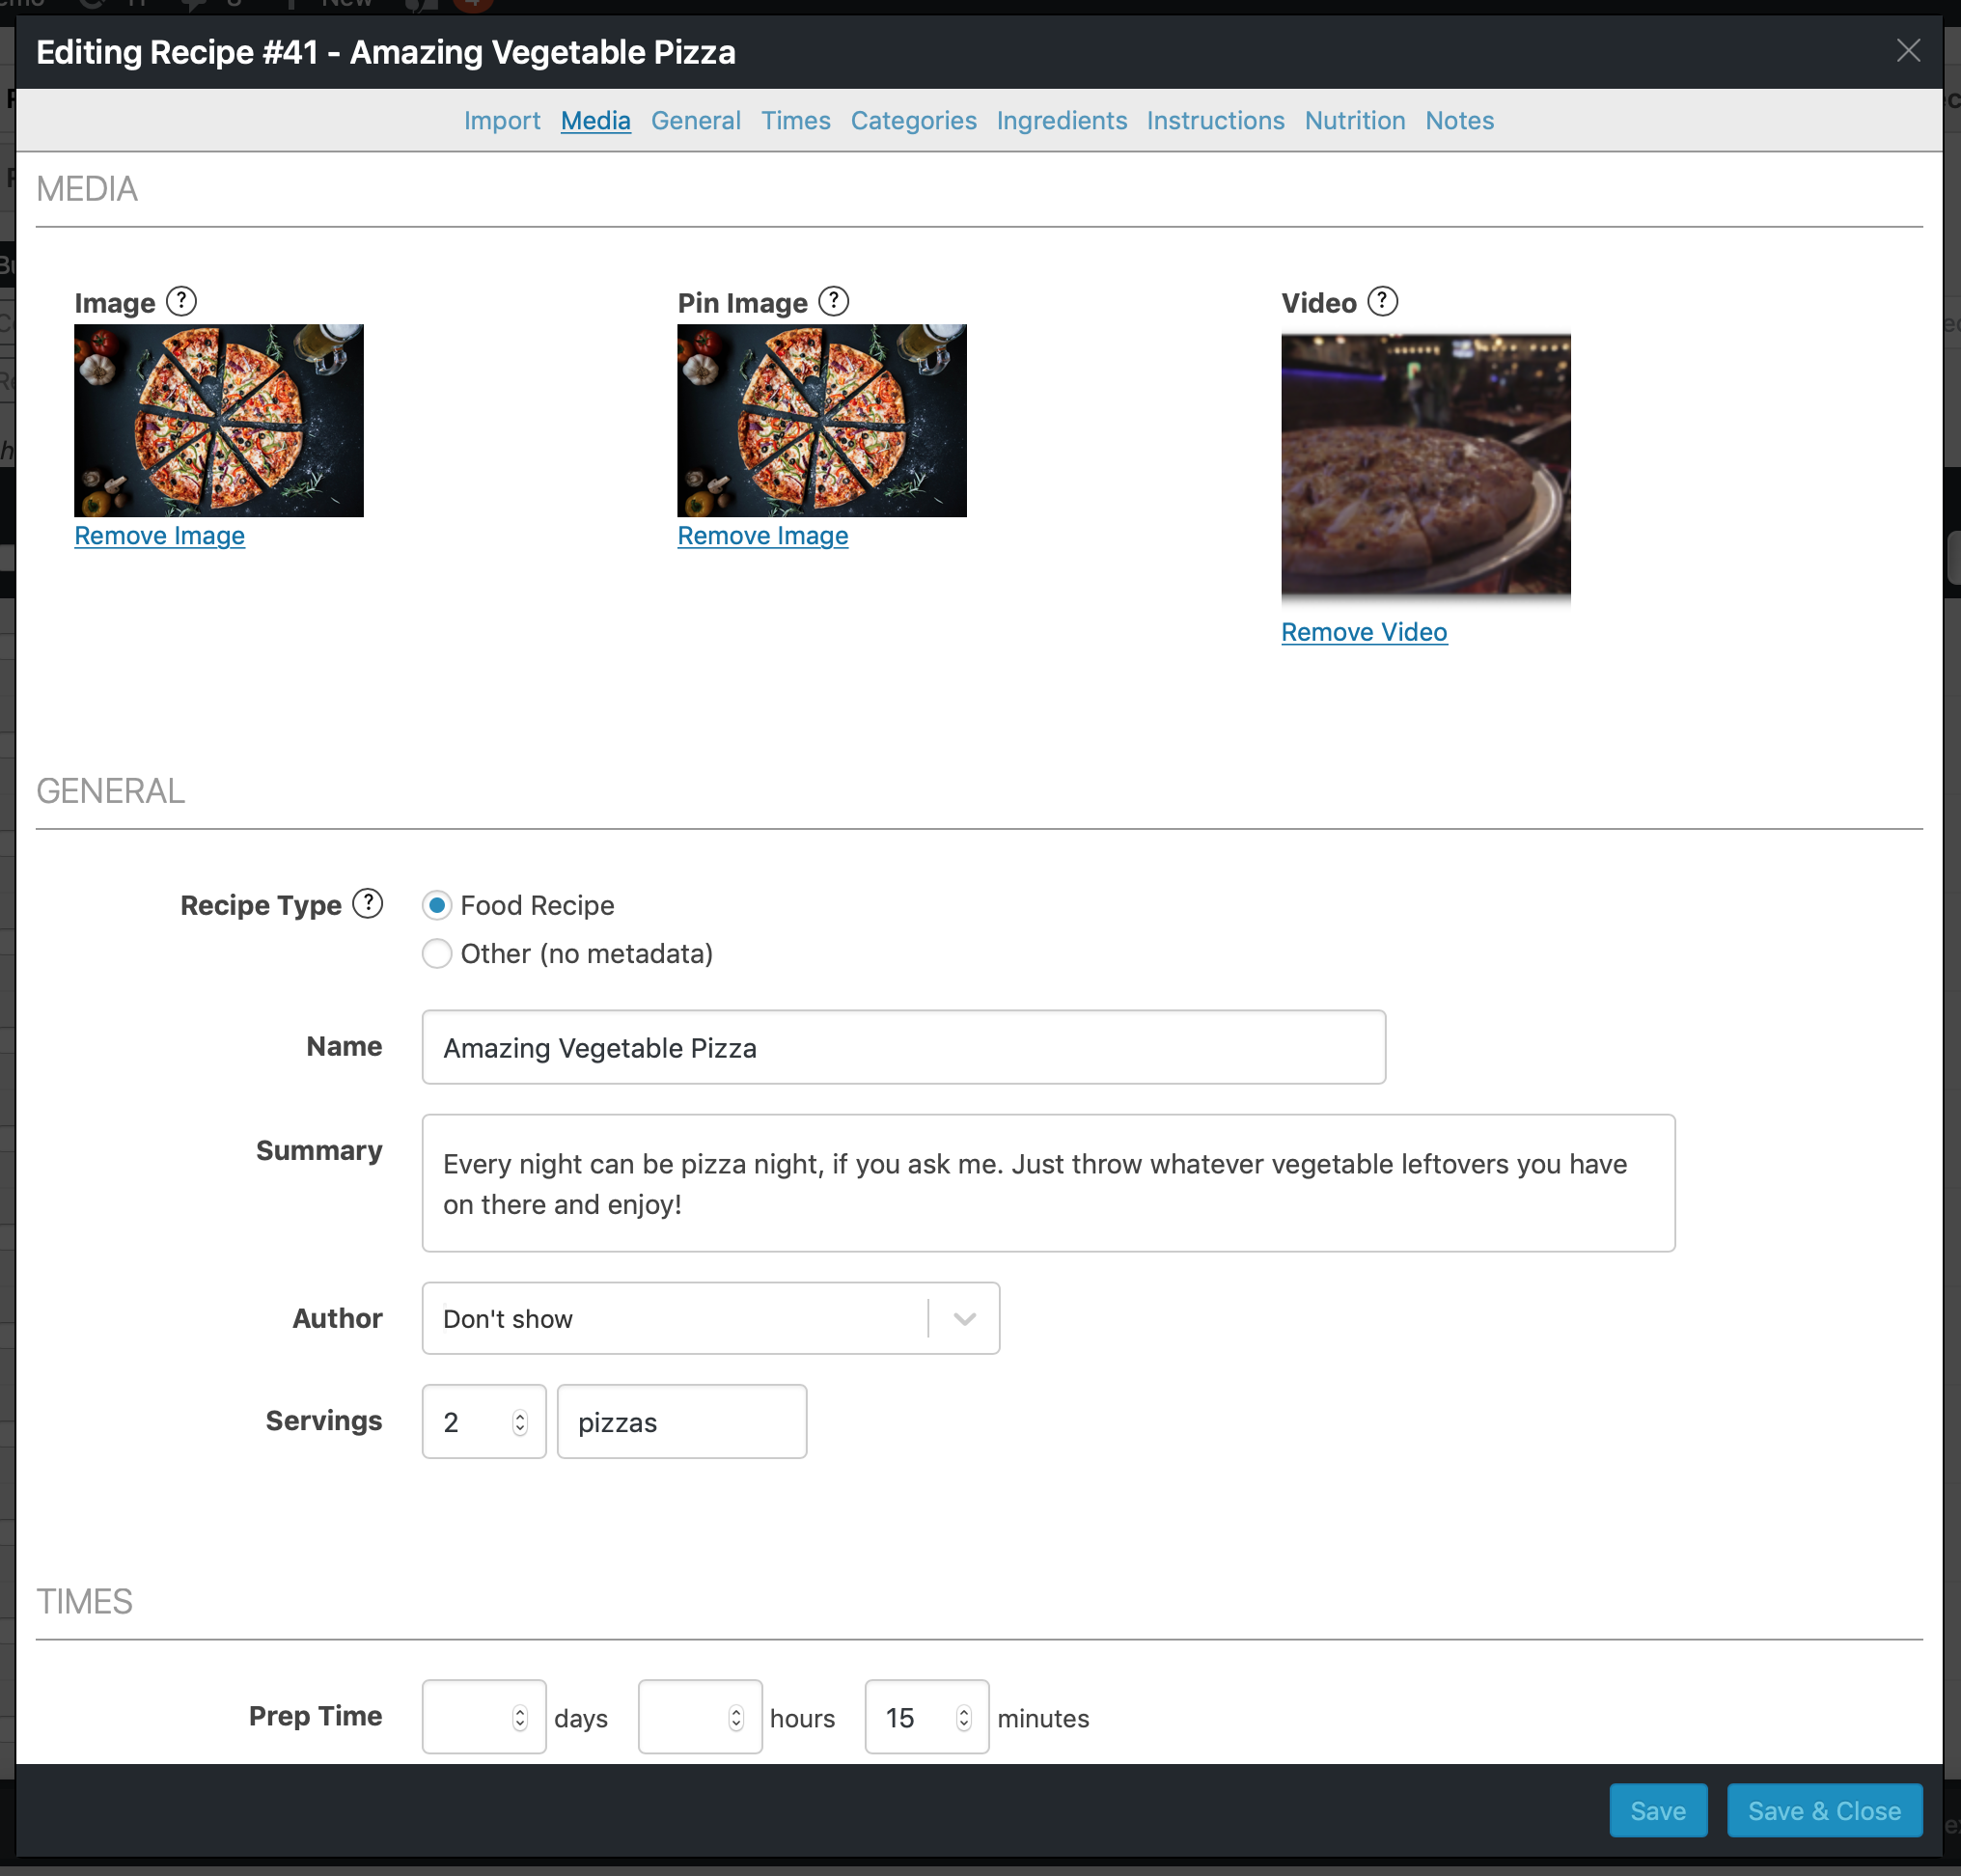 New
Editing Recipe #41 - Amazing Vegetable Pizza
Import Media General Times Categories Ingredients Instructions Nutrition Notes
MEDIA
Image ?
Pin Image ?
Video ?
Remove Image
Remove Image
Remove Video
GENERAL
Recipe Type ?
Food Recipe
Other (no metadata)
Name
Amazing Vegetable Pizza
Summary
Every night can be pizza night, if you ask me. Just throw whatever vegetable leftovers you have
on there and enjoy!
Author
Don't show
Servings
2
pizzas
TIMES
Prep Time
days
hours
15
minutes
Save
Save & Close